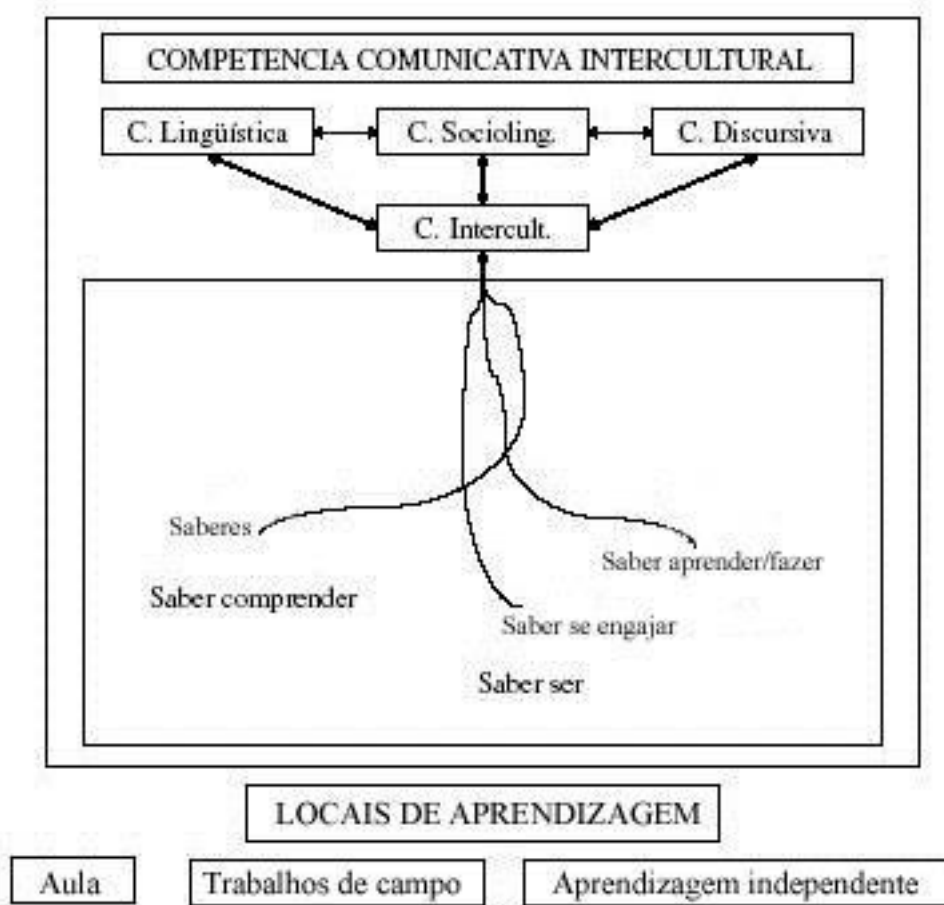 COMPETENCIA COMUNICATIVA INTERCULTURAL
C. Lingüística
C. Socioling.
C. Discursiva
C. Intercult.
Saberes
Saber aprender/fazer
Saber comprender
Saber se engajar
Saber ser
LOCAIS DE APRENDIZAGEM
Aula
Trabalhos de campo
Aprendizagem independente